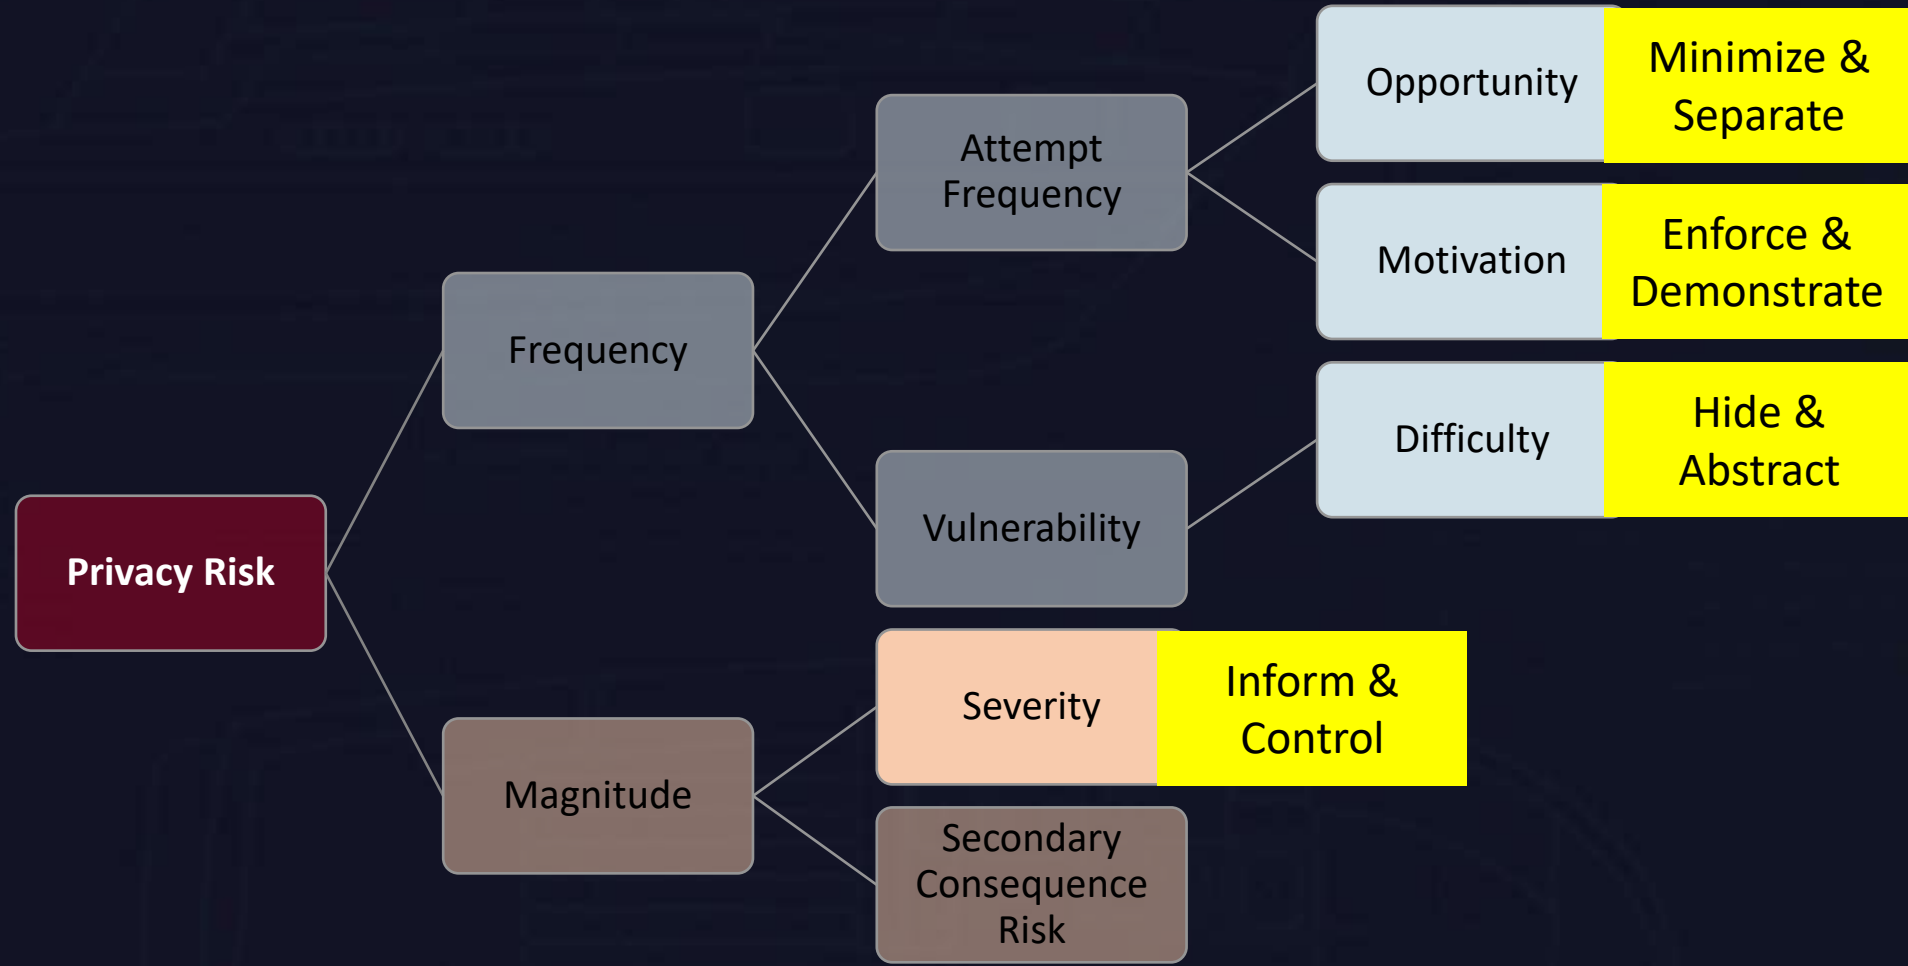 Opportunity
Minimize &
Separate
Attempt
Frequency
Motivation
Enforce &
Demonstrate
Frequency
Difficulty
Hide &
Abstract
Vulnerability
Privacy Risk
Severity
Inform &
Control
Magnitude
Secondary
Consequence
Risk